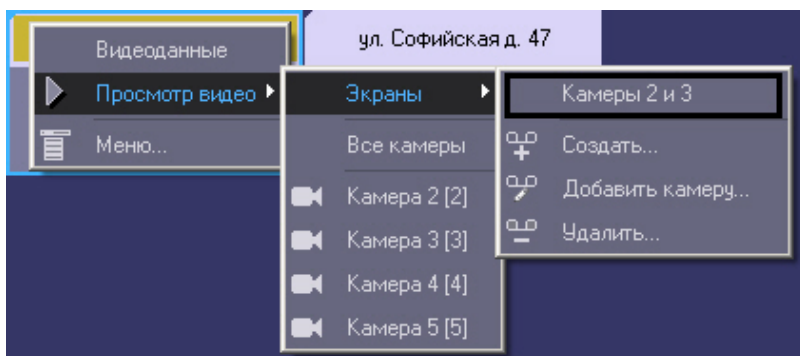 ул. Софийская д. 47
Видеоданные
Просмотр видео
Меню...
Экраны
Все камеры
Камера 2 [2]
Камера 3 [3]
Камера 4 [4]
Камера 5 [5]
Камеры 2 и 3
Создать...
Добавить камеру...
Удалить...